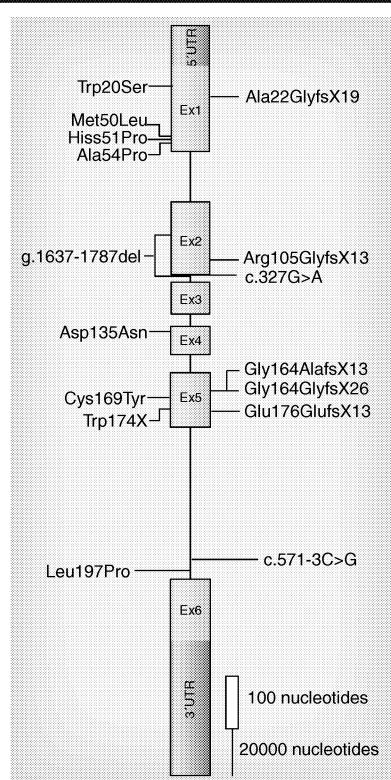 5'UTR
Trp20Ser
Ala22GlyfsX19
Ex1
Met50Leu
Hiss51Pro
Ala54Pro
Ex2
g.1637-1787del
Arg105GlyfsX13
c.327G>A
Ex3
Asp135Asn
Ex4
Gly164AlafsX13
Gly164GlyfsX26
Cys169Tyr
Ex5
Glu176GlufsX13
Trp174X
c.571-3C>G
Leu197Pro
Ex6
3'UTR
100 nucleotides
20000 nucleotides